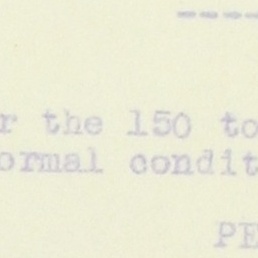 -----
r the 150 to
ormal condit
PE